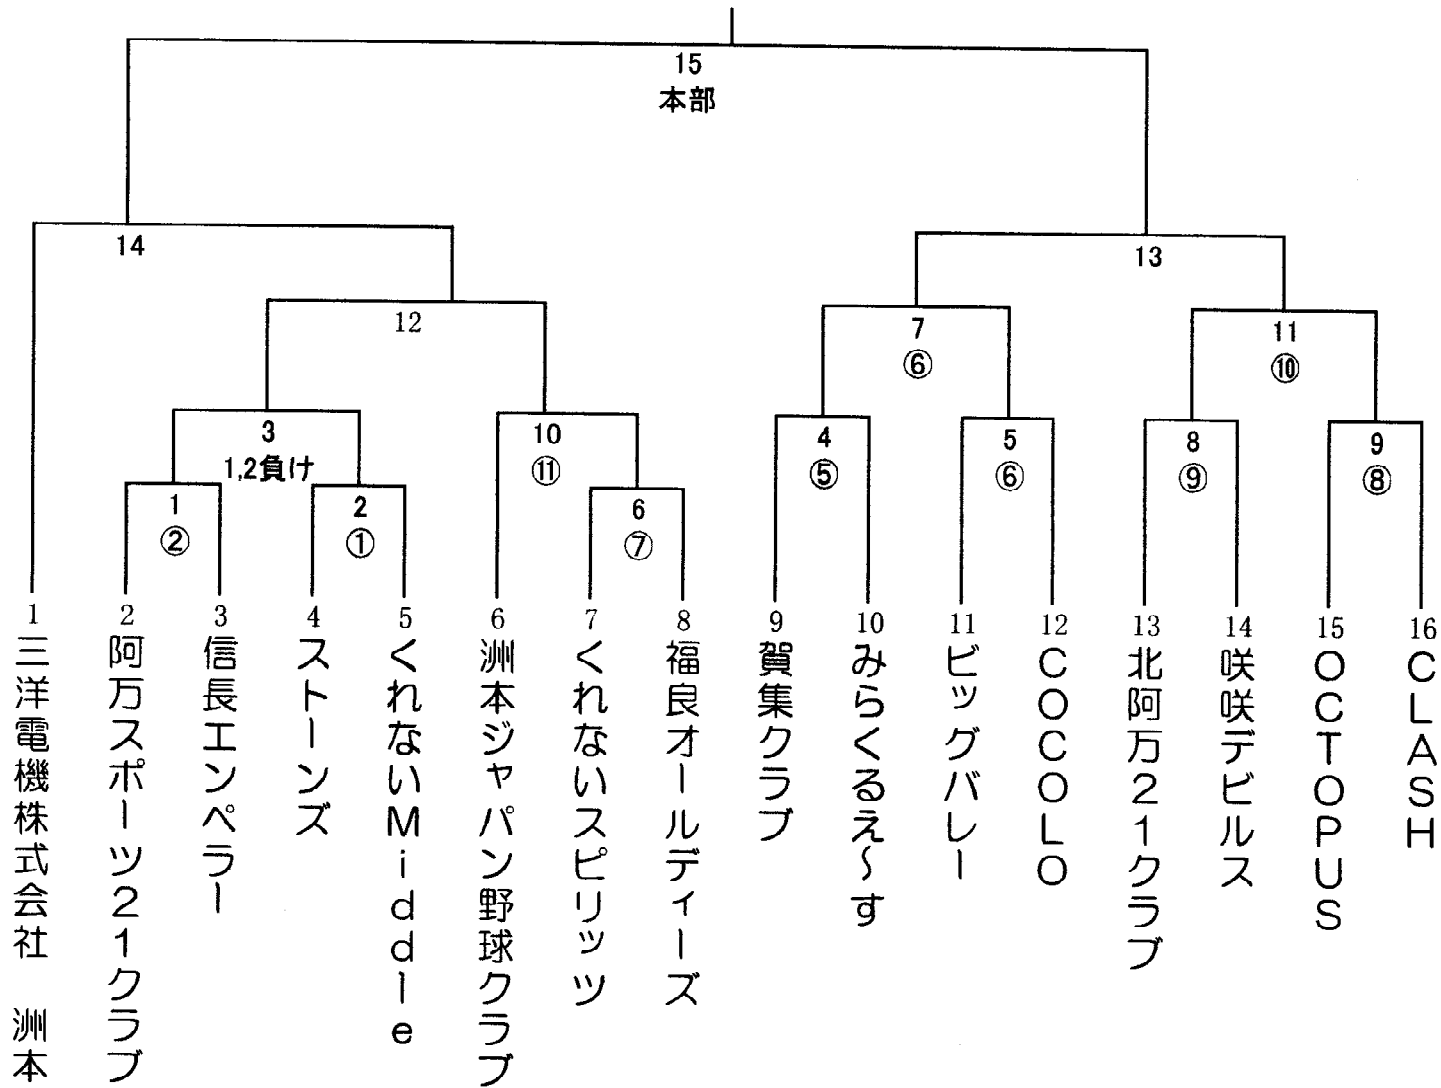 15
本部
14
13
12
7
⑥
11
⑩
3
1,2負け
10
⑪
4
⑤
5
⑥
8
⑨
9
⑧
1
②
2
①
6
⑦
1
三洋電機株式会社　洲本
2
阿万スポーツ21クラブ
3
信長エンペラー
4
ストーンズ
5
くれないMiddle
6
洲本ジャパン野球クラブ
7
くれないスピリッツ
8
福良オールディーズ
9
賀集クラブ
10
みらくるえ～す
11
ビッグバレー
12
COCOLO
13
北阿万21クラブ
14
咲咲デビルス
15
OCTOPUS
16
CLASH